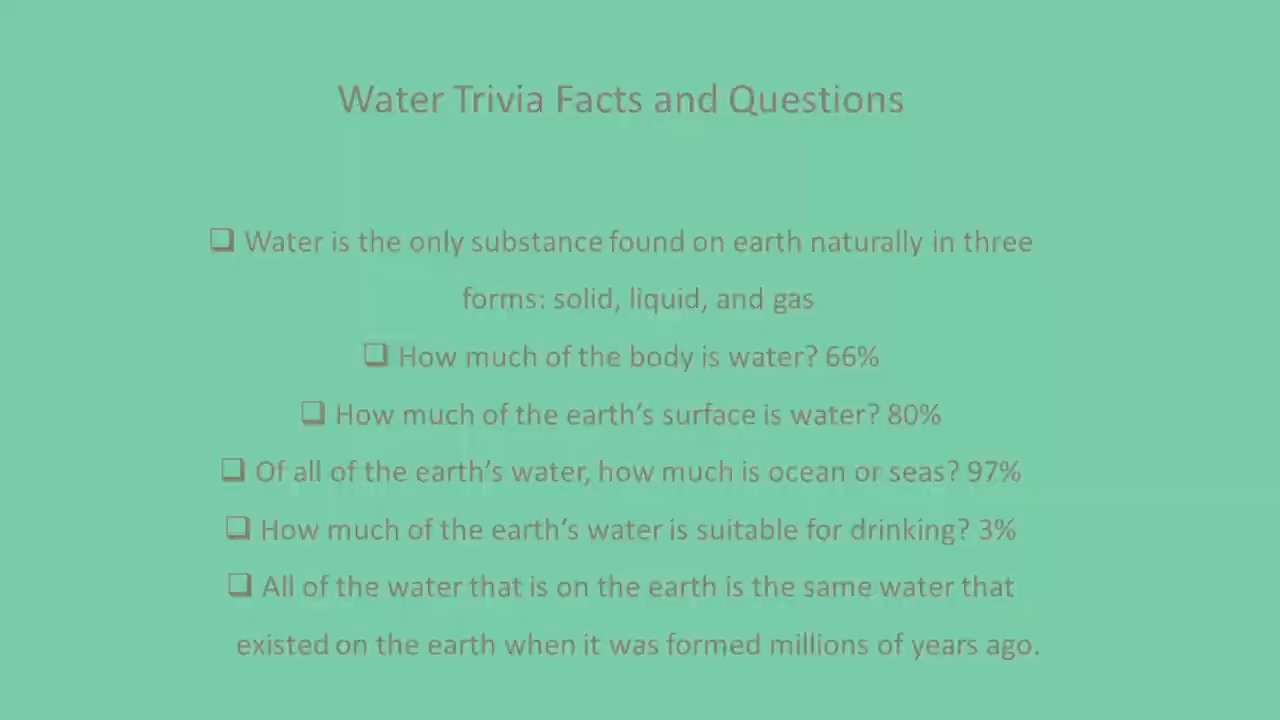 Water Trivia Facts and Questions
❑ Water is the only substance found on earth naturally in three
forms: solid, liquid, and gas
❑ How much of the body is water? 66%
❑ How much of the earth’s surface is water? 80%
❑ Of all of the earth’s water, how much is ocean or seas? 97%
❑ How much of the earth’s water is suitable for drinking? 3%
❑ All of the water that is on the earth is the same water that
existed on the earth when it was formed millions of years ago.